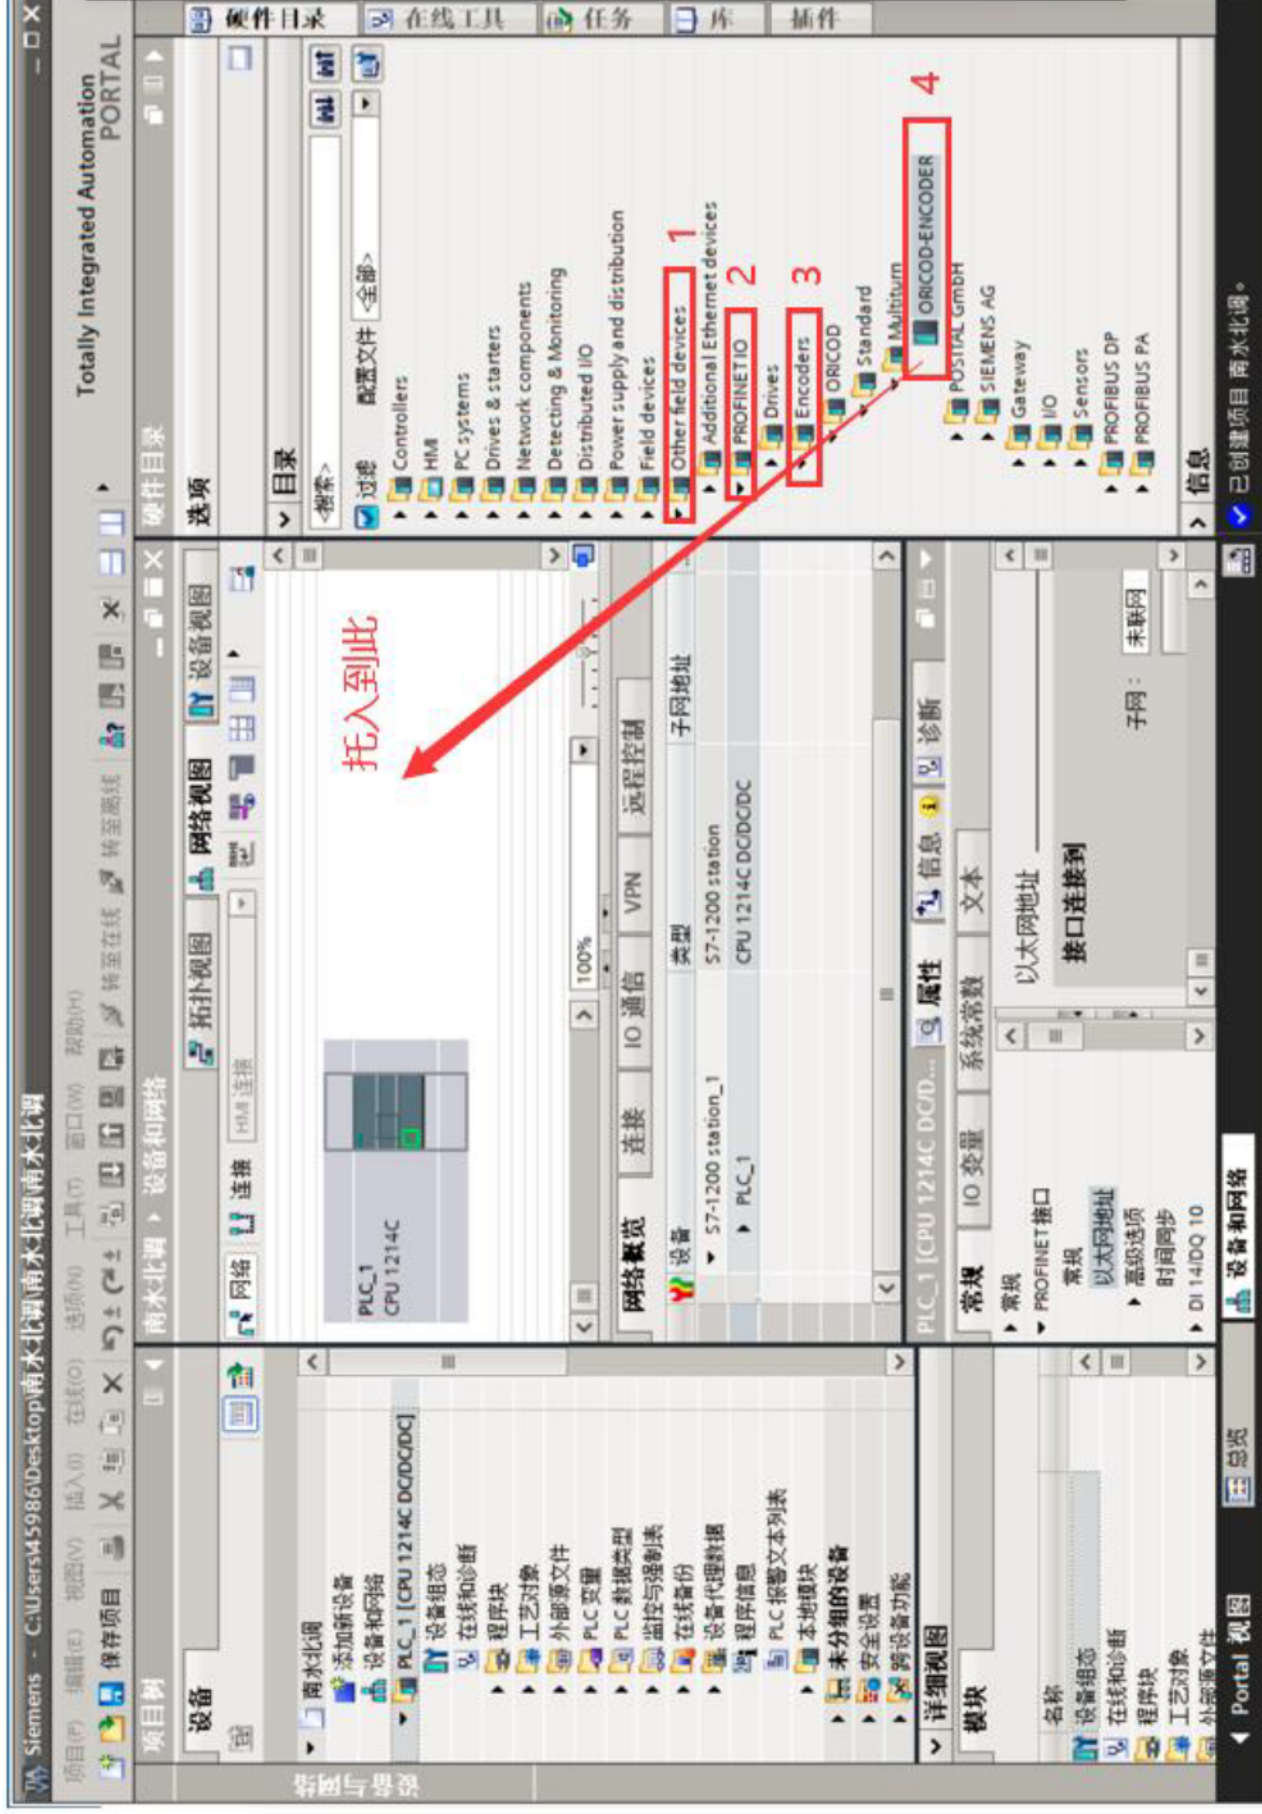 Siemens - C:\Users\45986\Desktop\南水北调\南水北调\南水北调
项目(P) 编辑(E) 视图(V) 插入(I) 在线(O) 选项(N) 工具(T) 窗口(W) 帮助(H)
Totally Integrated Automation
PORTAL
保存项目 转至在线 转至离线
项目树
设备
设备与网络
南水北调
添加新设备
设备和网络
PLC_1 [CPU 1214C DC/DC/DC]
设备组态
在线和诊断
程序块
工艺对象
外部源文件
PLC 变量
PLC 数据类型
监控与强制表
在线备份
设备代理数据
程序信息
PLC 报警文本列表
本地模块
未分组的设备
安全设置
跨设备功能
详细视图
模块
名称
设备组态
在线和诊断
程序块
工艺对象
外部源文件
南水北调 设备和网络
拓扑视图 网络视图 设备视图
网络 连接 HMI 连接
PLC_1
CPU 1214C
托入到此
100%
网络概览 连接 IO 通信 VPN 远程控制
设备 类型 子网地址
S7-1200 station_1 S7-1200 station
PLC_1 CPU 1214C DC/DC/DC
PLC_1 [CPU 1214C DC/D...
属性 信息 诊断
常规 IO 变量 系统常数 文本
常规
PROFINET接口
常规
以太网地址
高级选项
时间同步
DI 14/DQ 10
以太网地址
接口连接到
子网： 未联网
硬件目录
选项
目录
<搜索>
过滤 配置文件 <全部>
Controllers
HMI
PC systems
Drives & starters
Network components
Detecting & Monitoring
Distributed I/O
Power supply and distribution
Field devices
Other field devices 1
Additional Ethernet devices
PROFINET IO 2
Drives
Encoders 3
ORICOD
Standard
Multiturn
ORICOD-ENCODER 4
POSITAL GmbH
SIEMENS AG
Gateway
I/O
Sensors
PROFIBUS DP
PROFIBUS PA
信息
硬件目录
在线工具
任务
库
插件
Portal 视图 总览 设备和网络 已创建项目 南水北调。